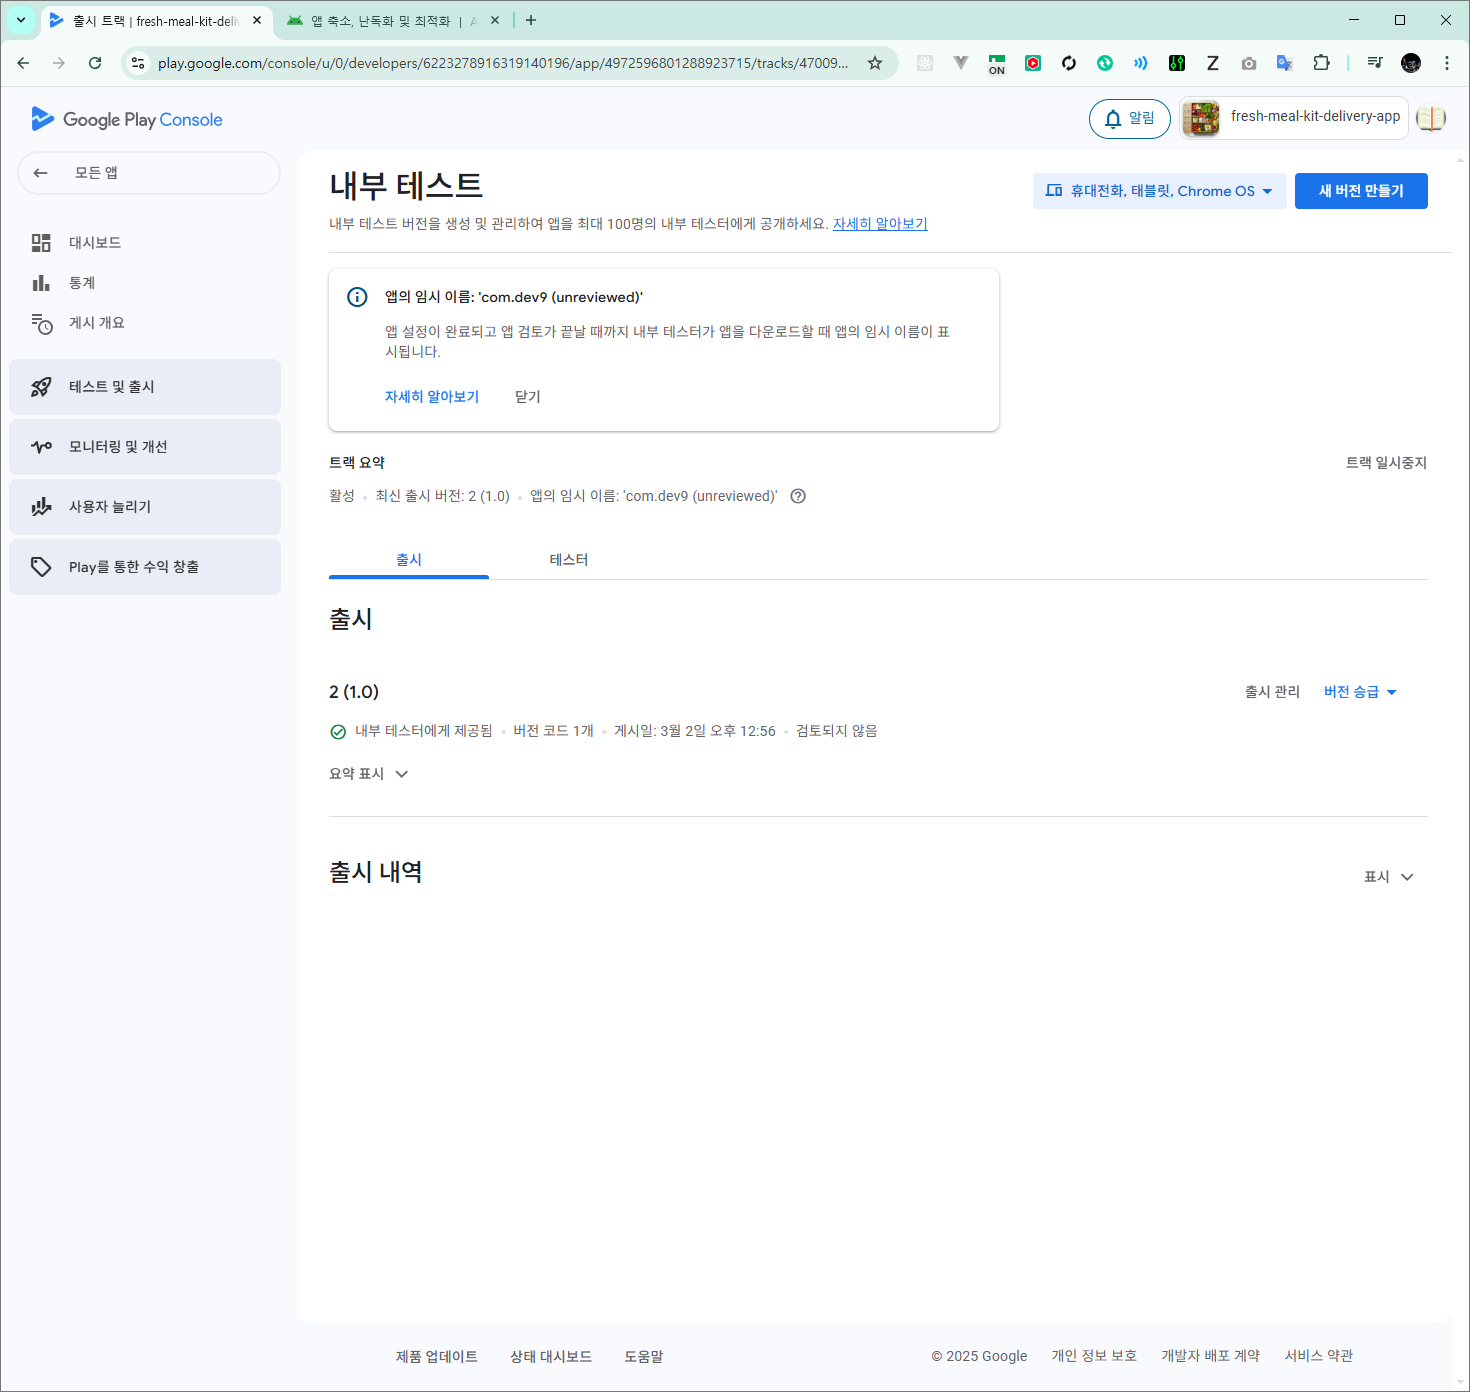 출시 트랙 | fresh-meal-kit-deli
앱 축소, 난독화 및 최적화 | A
play.google.com/console/u/0/developers/6223278916319140196/app/4972596801288923715/tracks/47009...
ON
Z
Google Play Console
알림
fresh-meal-kit-delivery-app
모든 앱
대시보드
통계
게시 개요
테스트 및 출시
모니터링 및 개선
사용자 늘리기
Play를 통한 수익 창출
내부 테스트
휴대전화, 태블릿, Chrome OS
새 버전 만들기
내부 테스트 버전을 생성 및 관리하여 앱을 최대 100명의 내부 테스터에게 공개하세요. 자세히 알아보기
앱의 임시 이름: 'com.dev9 (unreviewed)'
앱 설정이 완료되고 앱 검토가 끝날 때까지 내부 테스터가 앱을 다운로드할 때 앱의 임시 이름이 표
시됩니다.
자세히 알아보기 닫기
트랙 요약
트랙 일시중지
활성 • 최신 출시 버전: 2 (1.0) • 앱의 임시 이름: 'com.dev9 (unreviewed)'
출시 테스터
출시
2 (1.0)
출시 관리 버전 승급
내부 테스터에게 제공됨 • 버전 코드 1개 • 게시일: 3월 2일 오후 12:56 • 검토되지 않음
요약 표시
출시 내역
표시
제품 업데이트 상태 대시보드 도움말
© 2025 Google 개인 정보 보호 개발자 배포 계약 서비스 약관